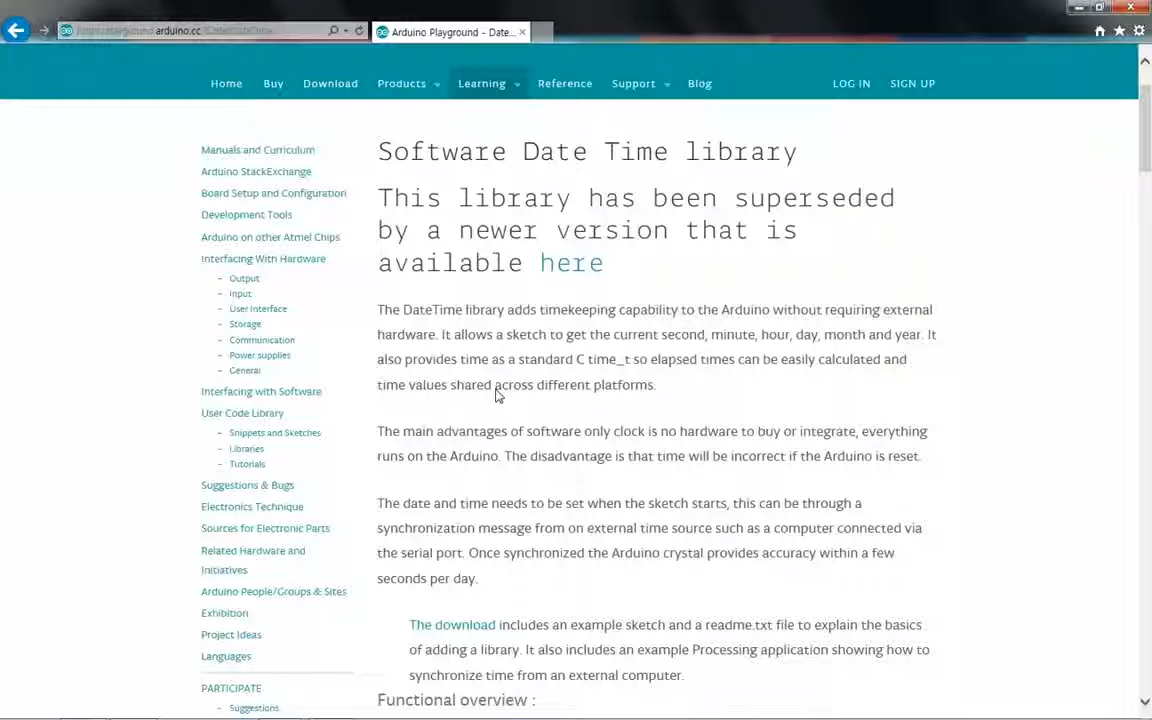 arduino.cc
Arduino Playground - Date...
Home Buy Download Products Learning Reference Support Blog LOG IN SIGN UP
Manuals and Curriculum
Arduino StackExchange
Board Setup and Configuration
Development Tools
Arduino on other Atmel Chips
Interfacing With Hardware
- Output
- Input
- User Interface
- Storage
- Communication
- Power supplies
- General
Interfacing with Software
User Code Library
- Snippets and Sketches
- Libraries
- Tutorials
Suggestions & Bugs
Electronics Technique
Sources for Electronic Parts
Related Hardware and
Initiatives
Arduino People/Groups & Sites
Exhibition
Project Ideas
Languages
PARTICIPATE
- Suggestions
Software Date Time library
This library has been superseded
by a newer version that is
available here
The DateTime library adds timekeeping capability to the Arduino without requiring external
hardware. It allows a sketch to get the current second, minute, hour, day, month and year. It
also provides time as a standard C time_t so elapsed times can be easily calculated and
time values shared across different platforms.
The main advantages of software only clock is no hardware to buy or integrate, everything
runs on the Arduino. The disadvantage is that time will be incorrect if the Arduino is reset.
The date and time needs to be set when the sketch starts, this can be through a
synchronization message from on external time source such as a computer connected via
the serial port. Once synchronized the Arduino crystal provides accuracy within a few
seconds per day.
The download includes an example sketch and a readme.txt file to explain the basics
of adding a library. It also includes an example Processing application showing how to
synchronize time from an external computer.
Functional overview :